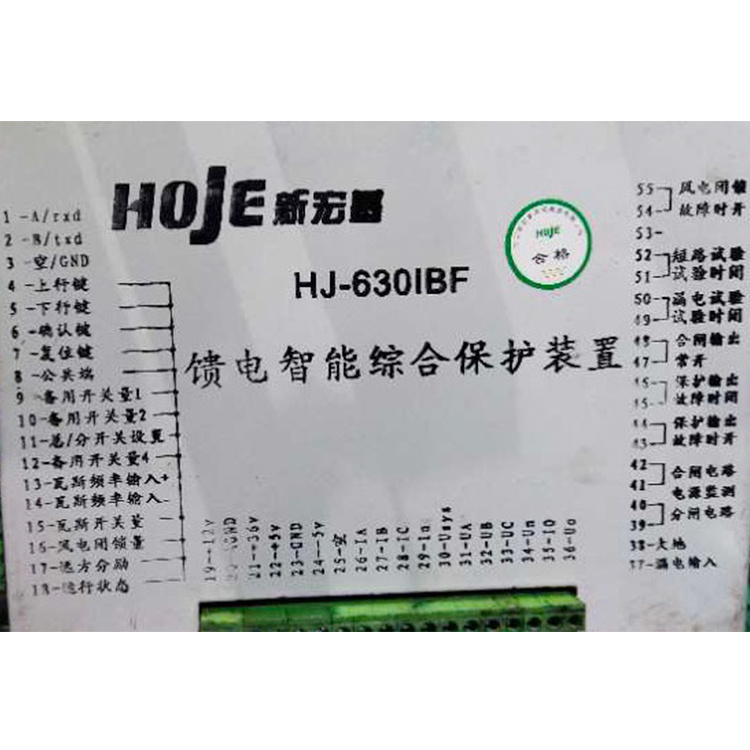 HOJE 新宏
HJ-630IBF
馈电智能综合保护装置
HOJE
合格
1 -A/rxd
2 -B/txd
3 -空/GND
4 -上行键
5 -下行键
6 -确认键
7 -复位键
8 -公共端
9 -备用开关量1
10-备用开关量2
11-总/分开关设置
12-备用开关量4
13-瓦斯频率输入+
14-瓦斯频率输入-
15-瓦斯开关量
16-风电闭锁量
17-远方分励
18-运行状态
19-+12v
20-GND
21-+36v
22-+5v
23-GND
24--5v
25-空
26-IA
27-IB
28-IC
29-Ia
30-Usys
31-UA
32-UB
33-UC
34-Un
35-IO
36-Uo
55-风电闭锁
54-故障时开
53-
52-短路试验
51-试验时闭
50-漏电试验
49-试验时闭
48-合闸输出
47-常开
46-保护输出
45-故障时闭
44-保护输出
43-故障时开
42
41 合闸电路
40 电源监测
39 分闸电路
38-大地
37-漏电输入